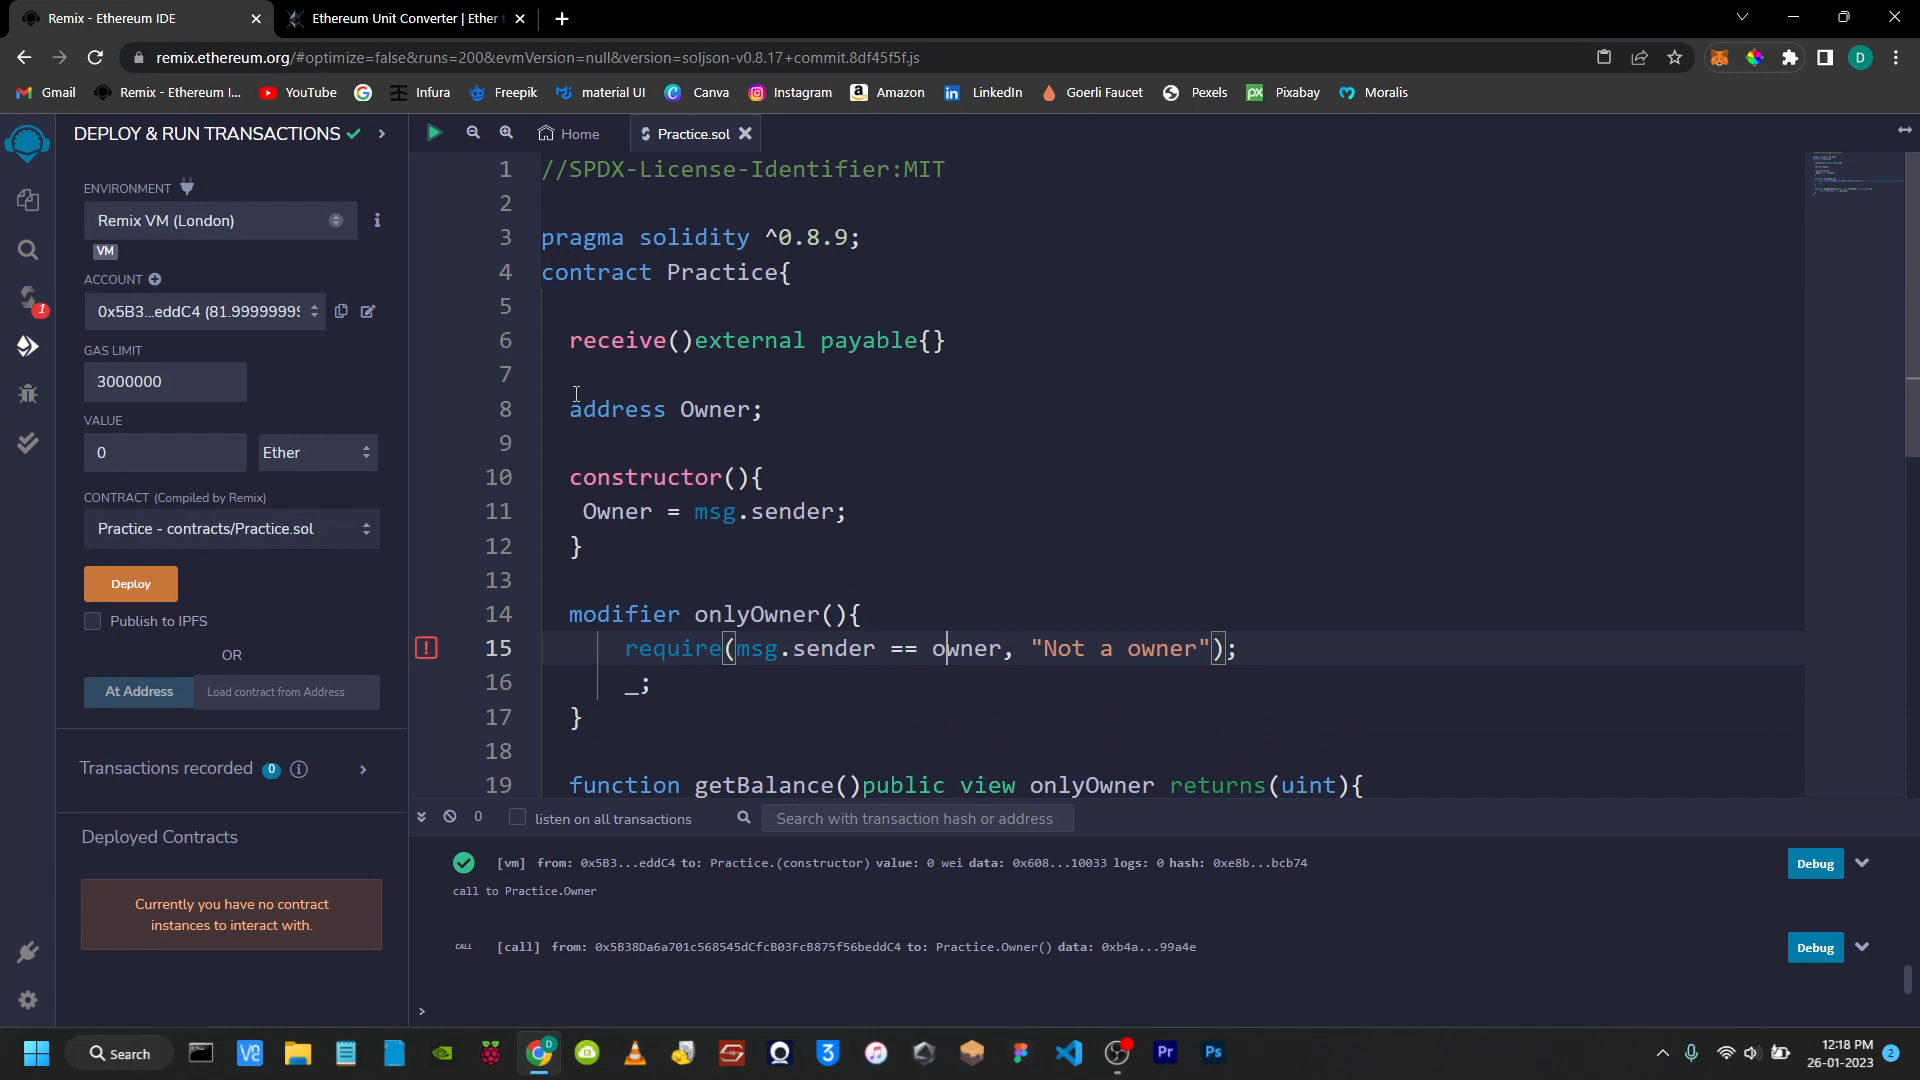 Remix - Ethereum IDE
Ethereum Unit Converter | Ether
remix.ethereum.org/#optimize=false&runs=200&evmVersion=null&version=soljson-v0.8.17+commit.8df45f5f.js
D
Gmail
Remix - Ethereum I...
YouTube
Infura
Freepik
material UI
Canva
Instagram
Amazon
LinkedIn
Goerli Faucet
Pexels
Pixabay
Moralis
DEPLOY & RUN TRANSACTIONS
Home
Practice.sol
ENVIRONMENT
Remix VM (London)
VM
ACCOUNT
0x5B3...eddC4 (81.99999999
1
GAS LIMIT
3000000
VALUE
0
Ether
CONTRACT (Compiled by Remix)
Practice - contracts/Practice.sol
Deploy
Publish to IPFS
OR
At Address
Load contract from Address
Transactions recorded 0
Deployed Contracts
Currently you have no contract
instances to interact with.
1 //SPDX-License-Identifier:MIT
2
3 pragma solidity ^0.8.9;
4 contract Practice{
5
6 receive()external payable{}
7
8 address Owner;
9
10 constructor(){
11 Owner = msg.sender;
12 }
13
14 modifier onlyOwner(){
15 require(msg.sender == owner, "Not a owner");
16 _;
17 }
18
19 function getBalance()public view onlyOwner returns(uint){
0
listen on all transactions
Search with transaction hash or address
[vm] from: 0x5B3...eddC4 to: Practice.(constructor) value: 0 wei data: 0x608...10033 logs: 0 hash: 0xe8b...bcb74
Debug
call to Practice.Owner
CALL [call] from: 0x5B38Da6a701c568545dCfcB03FcB875f56beddC4 to: Practice.Owner() data: 0xb4a...99a4e
Debug
>
Search
Pr
Ps
12:18 PM
26-01-2023
2